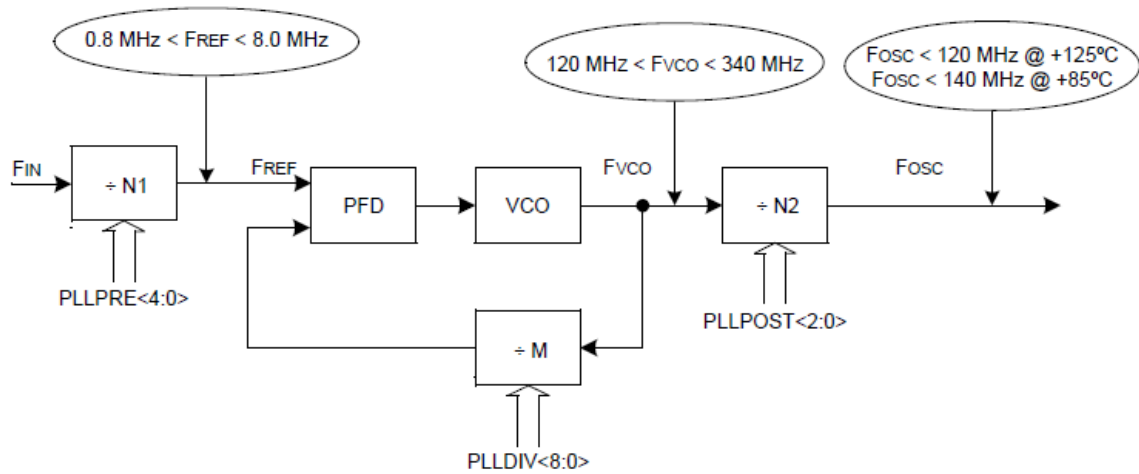 0.8 MHz < FREF < 8.0 MHz
120 MHz < FVCO < 340 MHz
FOSC < 120 MHz @ +125ºC
FOSC < 140 MHz @ +85ºC
FIN
÷ N1
FREF
PFD
VCO
FVCO
÷ N2
FOSC
PLLPRE<4:0>
PLLPOST<2:0>
÷ M
PLLDIV<8:0>